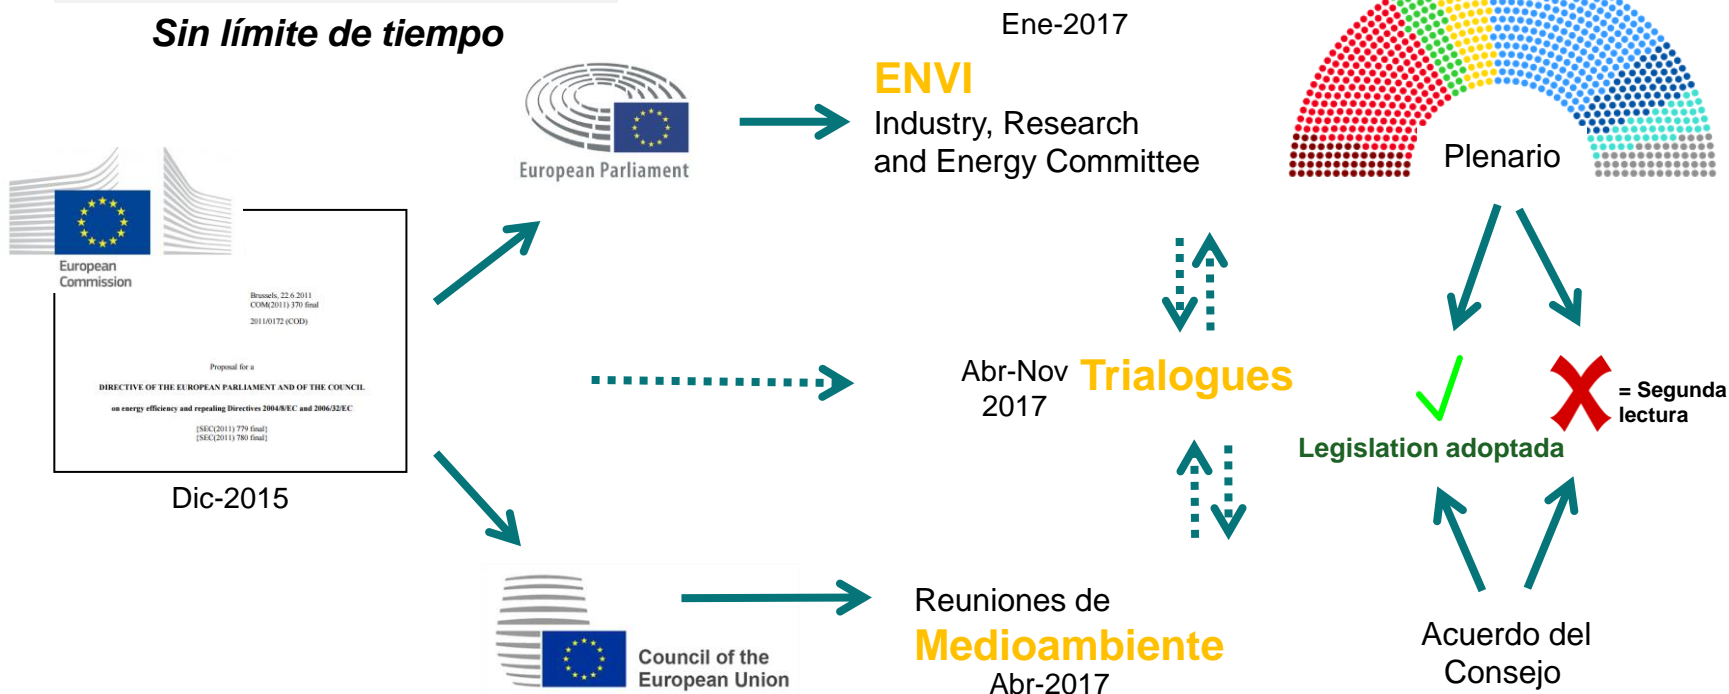 Sin límite de tiempo
Ene-2017
ENVI
Industry, Research
and Energy Committee
European Parliament
Plenario
European
Commission
Brussels, 22.6.2011
COM(2011) 370 final
2011/0172 (COD)
Proposal for a
DIRECTIVE OF THE EUROPEAN PARLIAMENT AND OF THE COUNCIL
on energy efficiency and repealing Directives 2004/8/EC and 2006/32/EC
{SEC(2011) 779 final}
{SEC(2011) 780 final}
Dic-2015
Abr-Nov
2017
Trialogues
= Segunda
lectura
Legislation adoptada
Council of the
European Union
Reuniones de
Medioambiente
Abr-2017
Acuerdo del
Consejo